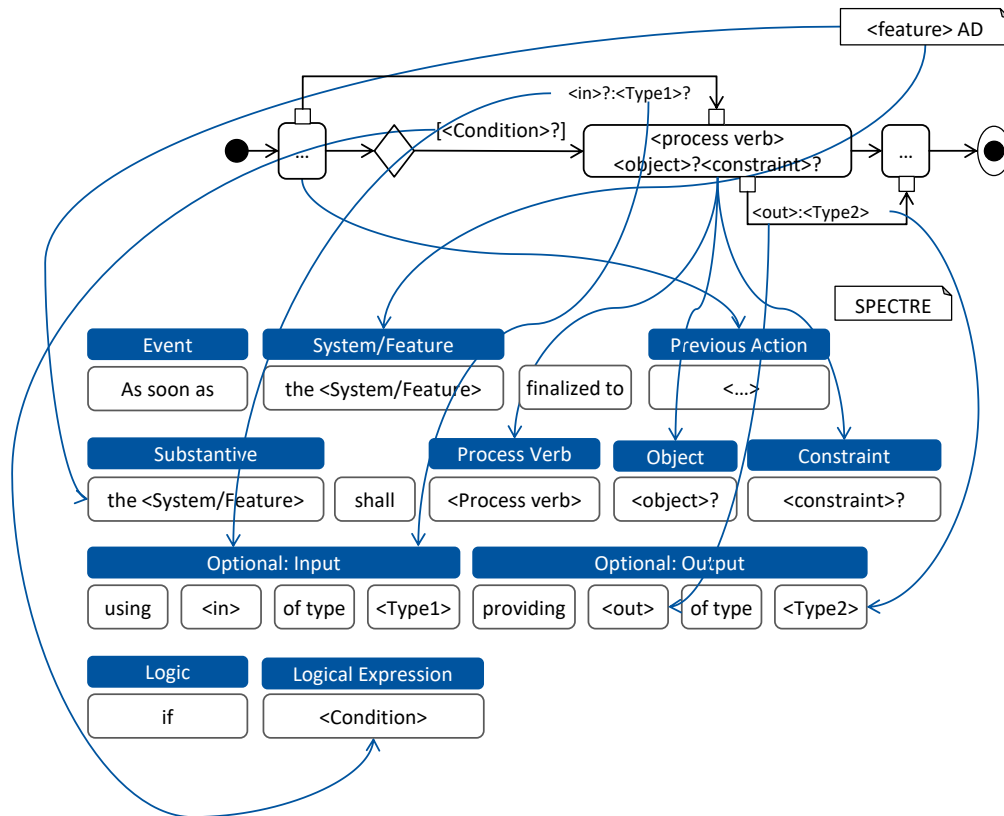 <feature> AD
<in>?:<Type1>?
[<Condition>?]
...
<process verb>
<object>?<constraint>?
...
<out>:<Type2>
SPECTRE
Event
System/Feature
Previous Action
As soon as
the <System/Feature>
finalized to
<...>
Substantive
Process Verb
Object
Constraint
the <System/Feature>
shall
<Process verb>
<object>?
<constraint>?
Optional: Input
Optional: Output
using
<in>
of type
<Type1>
providing
<out>
of type
<Type2>
Logic
Logical Expression
if
<Condition>